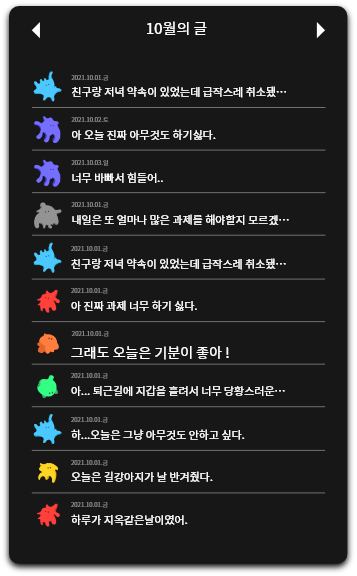 10월의 글
2021.10.01.금
친구랑 저녁 약속이 있었는데 급작스레 취소됐…
2021.10.02.토
아 오늘 진짜 아무것도 하기싫다.
2021.10.03.일
너무 바빠서 힘들어..
2021.10.01.금
내일은 또 얼마나 많은 과제를 해야할지 모르겠…
2021.10.01.금
친구랑 저녁 약속이 있었는데 급작스레 취소됐…
2021.10.01.금
아 진짜 과제 너무 하기 싫다.
2021.10.01.금
그래도 오늘은 기분이 좋아 !
2021.10.01.금
아... 퇴근길에 지갑을 흘려서 너무 당황스러운…
2021.10.01.금
하...오늘은 그냥 아무것도 안하고 싶다.
2021.10.01.금
오늘은 길강아지가 날 반겨줬다.
2021.10.01.금
하루가 지옥같은날이였어.